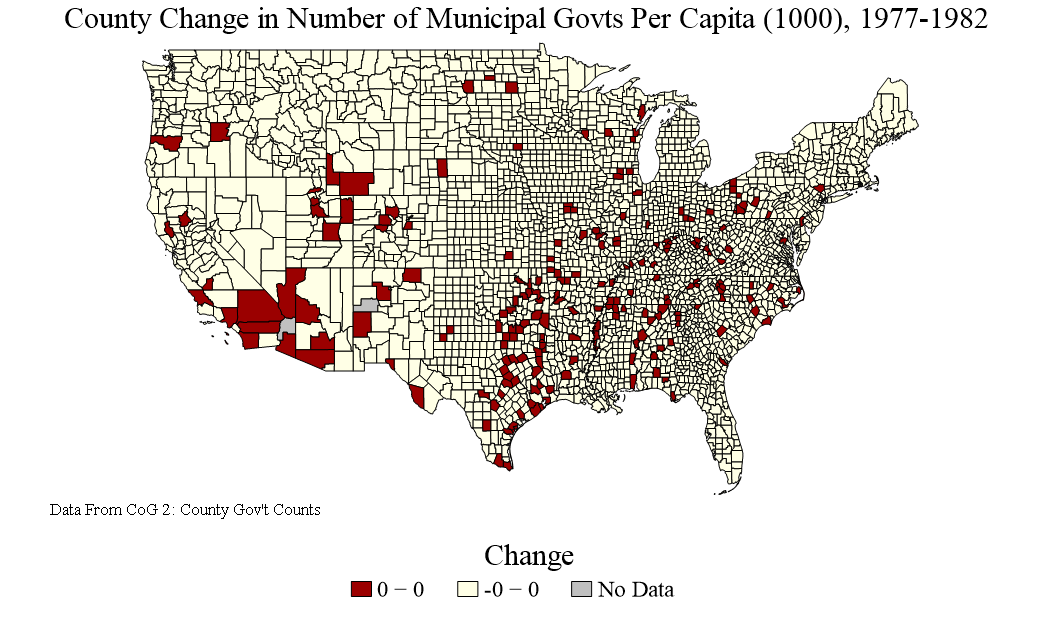 County Change in Number of Municipal Govts Per Capita (1000), 1977-1982
Data From CoG 2: County Gov't Counts
Change
0 − 0
-0 − 0
No Data